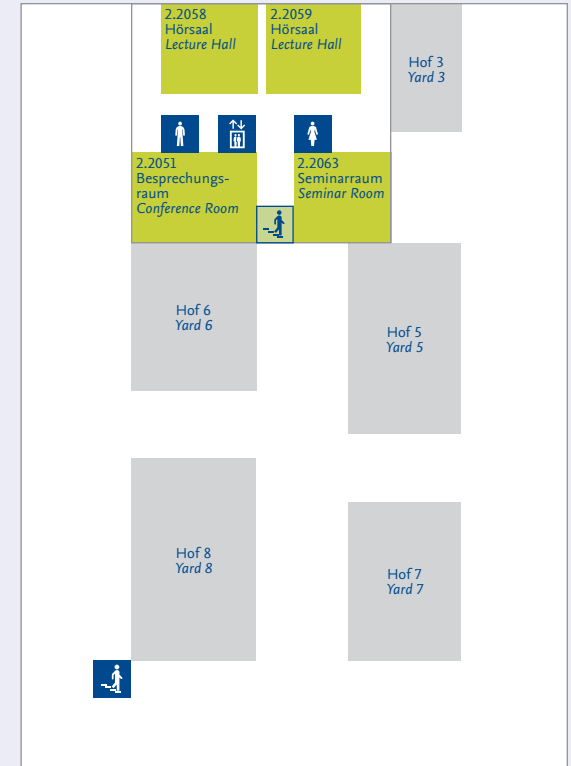 2.2058
Hörsaal
Lecture Hall
2.2059
Hörsaal
Lecture Hall
Hof 3
Yard 3
2.2051
Besprechungs-
raum
Conference Room
2.2063
Seminarraum
Seminar Room
Hof 6
Yard 6
Hof 5
Yard 5
Hof 8
Yard 8
Hof 7
Yard 7